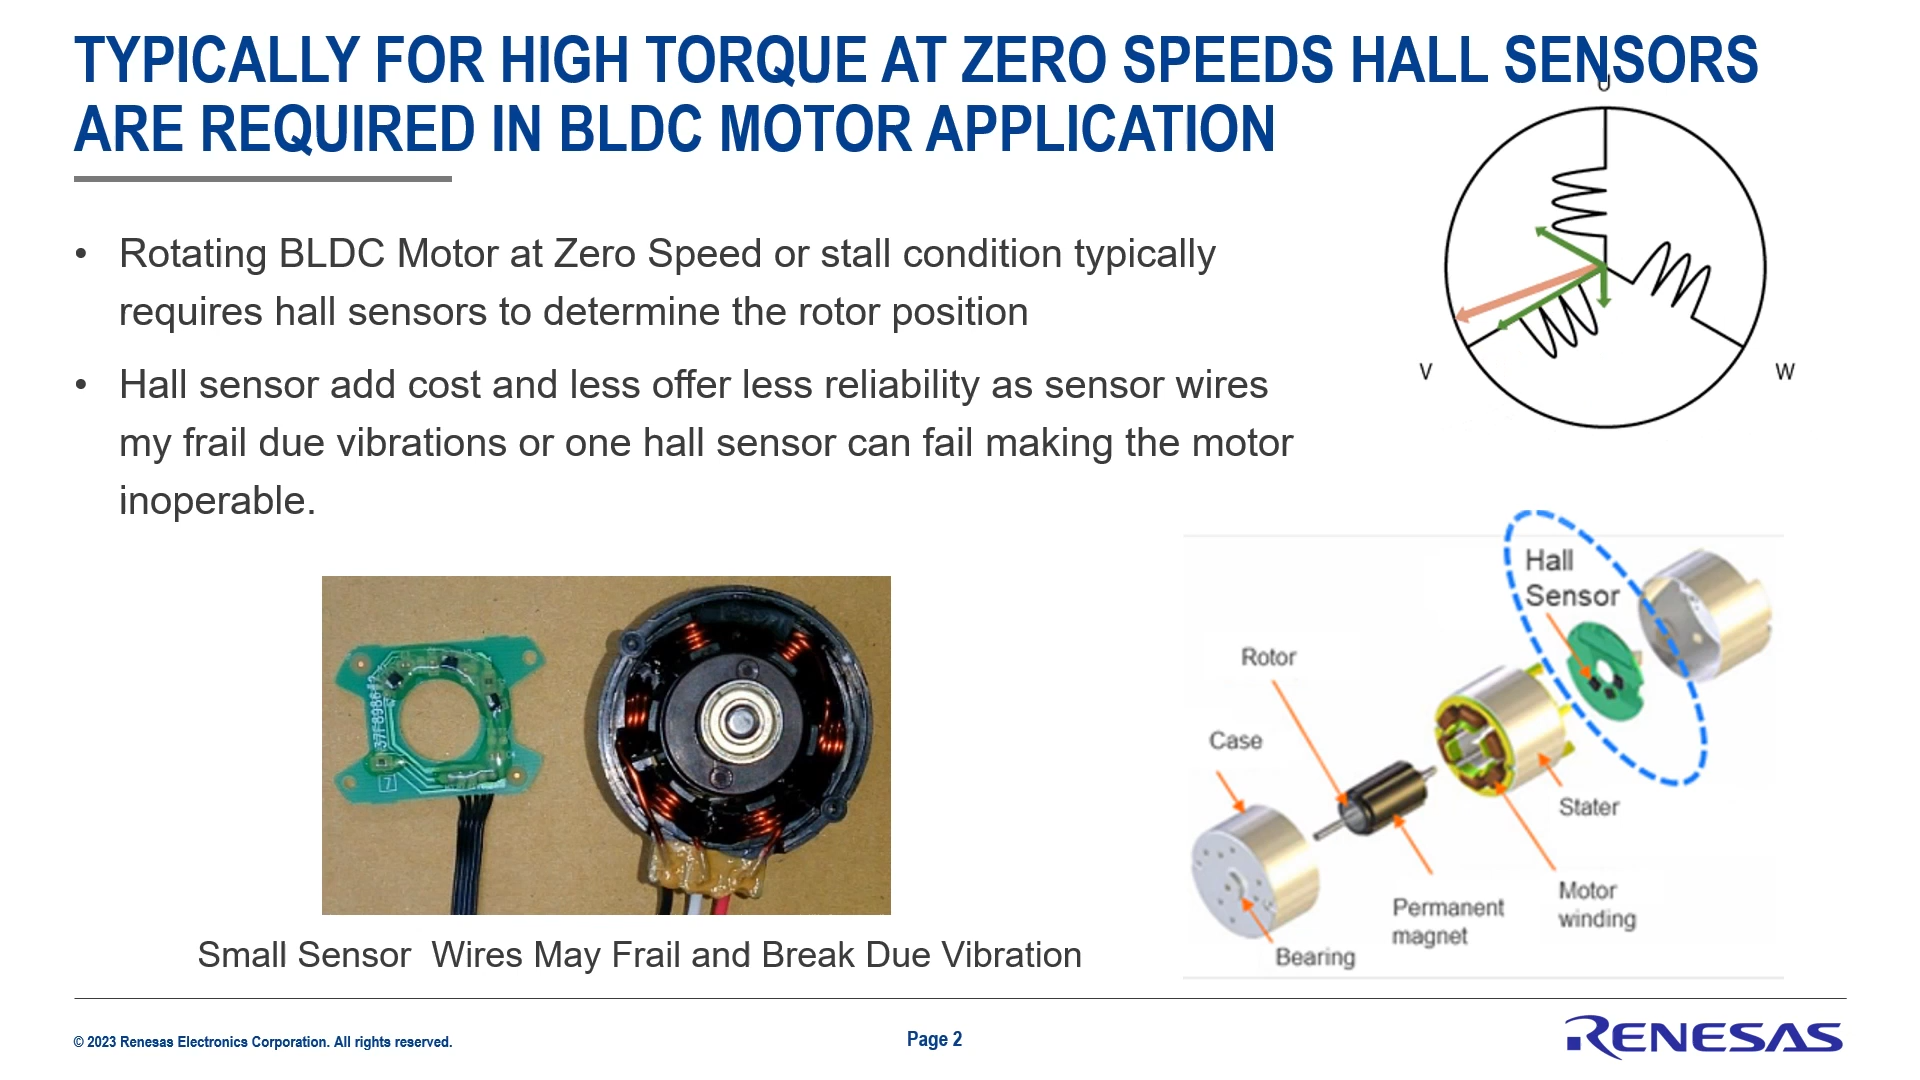 TYPICALLY FOR HIGH TORQUE AT ZERO SPEEDS HALL SENSORS
ARE REQUIRED IN BLDC MOTOR APPLICATION
U
V
W
• Rotating BLDC Motor at Zero Speed or stall condition typically
requires hall sensors to determine the rotor position
• Hall sensor add cost and less offer less reliability as sensor wires
my frail due vibrations or one hall sensor can fail making the motor
inoperable.
7
Small Sensor  Wires May Frail and Break Due Vibration
Hall
Sensor
Rotor
Case
Stater
Motor
winding
Permanent
magnet
Bearing
© 2023 Renesas Electronics Corporation. All rights reserved.
Page 2
RENESAS